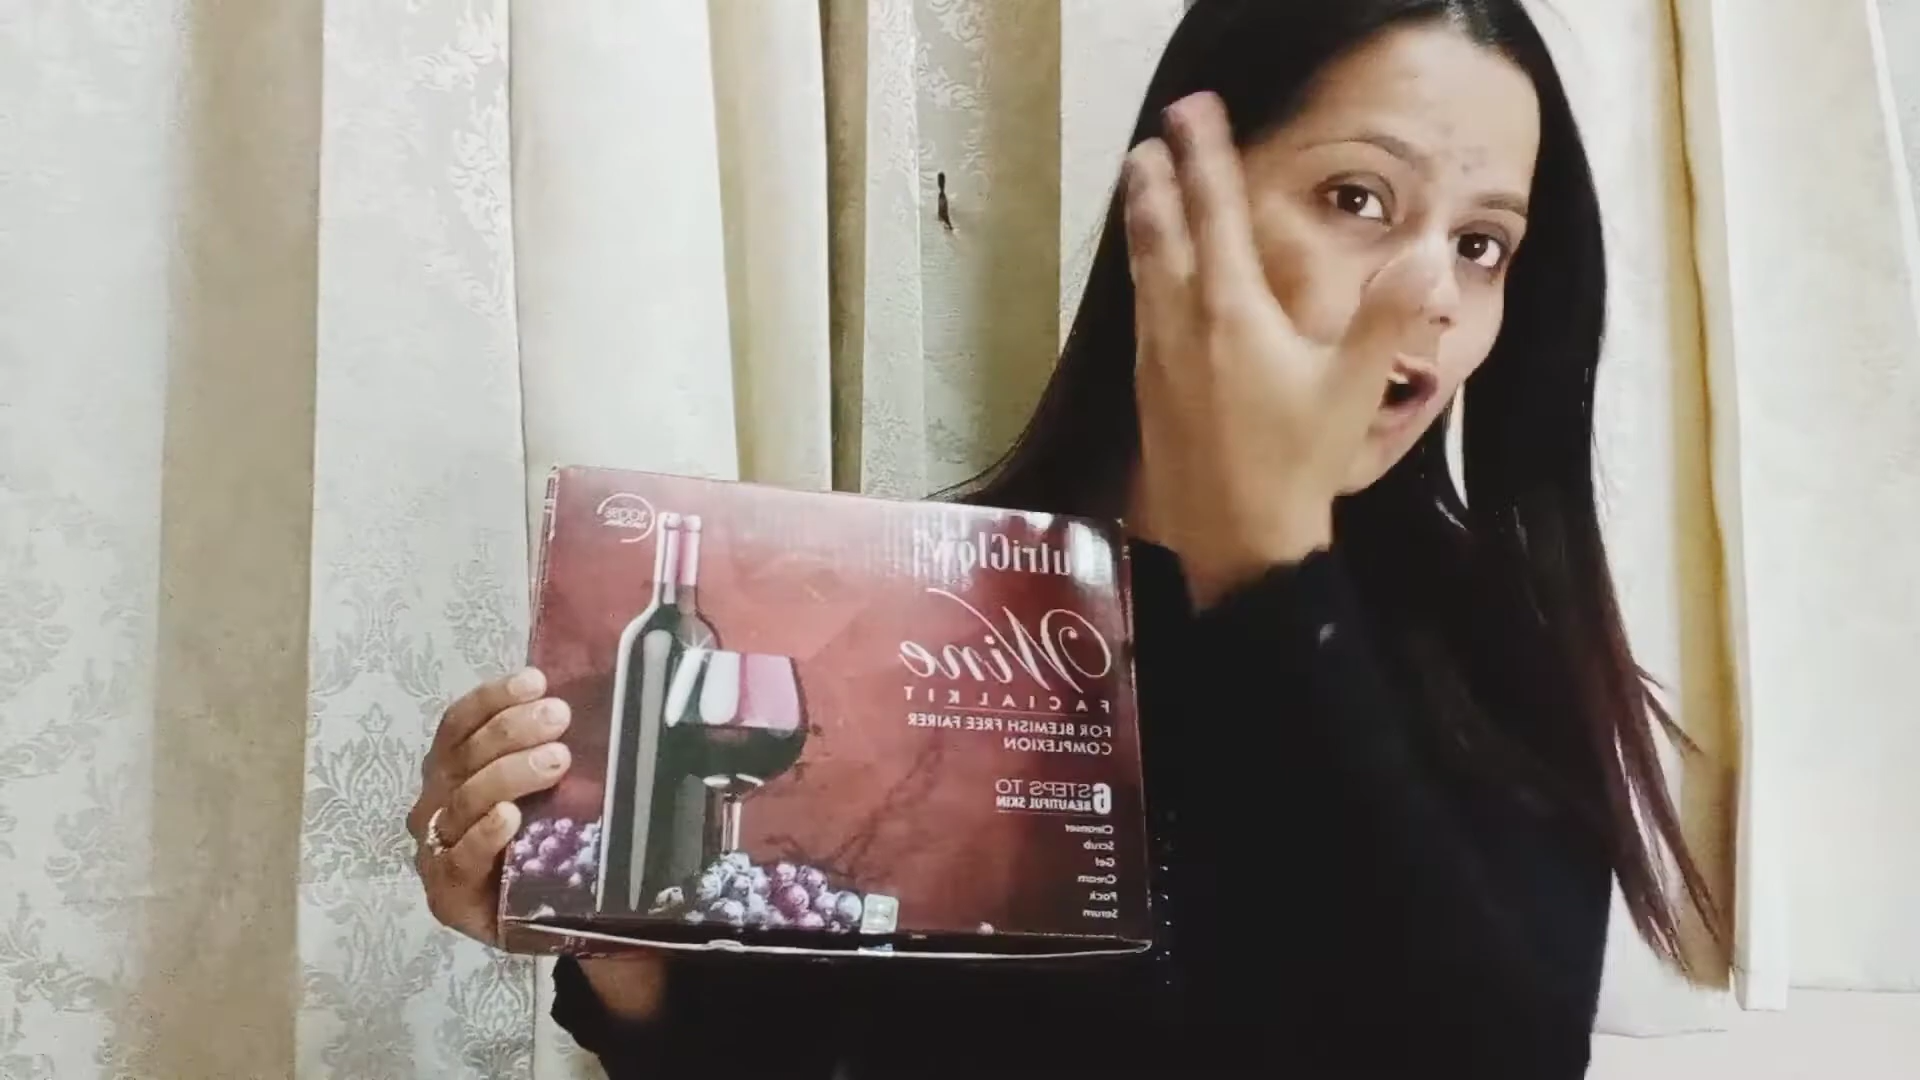 NutriGlow
Wine
FACIAL KIT
FOR BLEMISH FREE FAIRER
COMPLEXION
6 STEPS TO
BEAUTIFUL SKIN
Cleanser
Scrub
Gel
Cream
Pack
Serum
100%